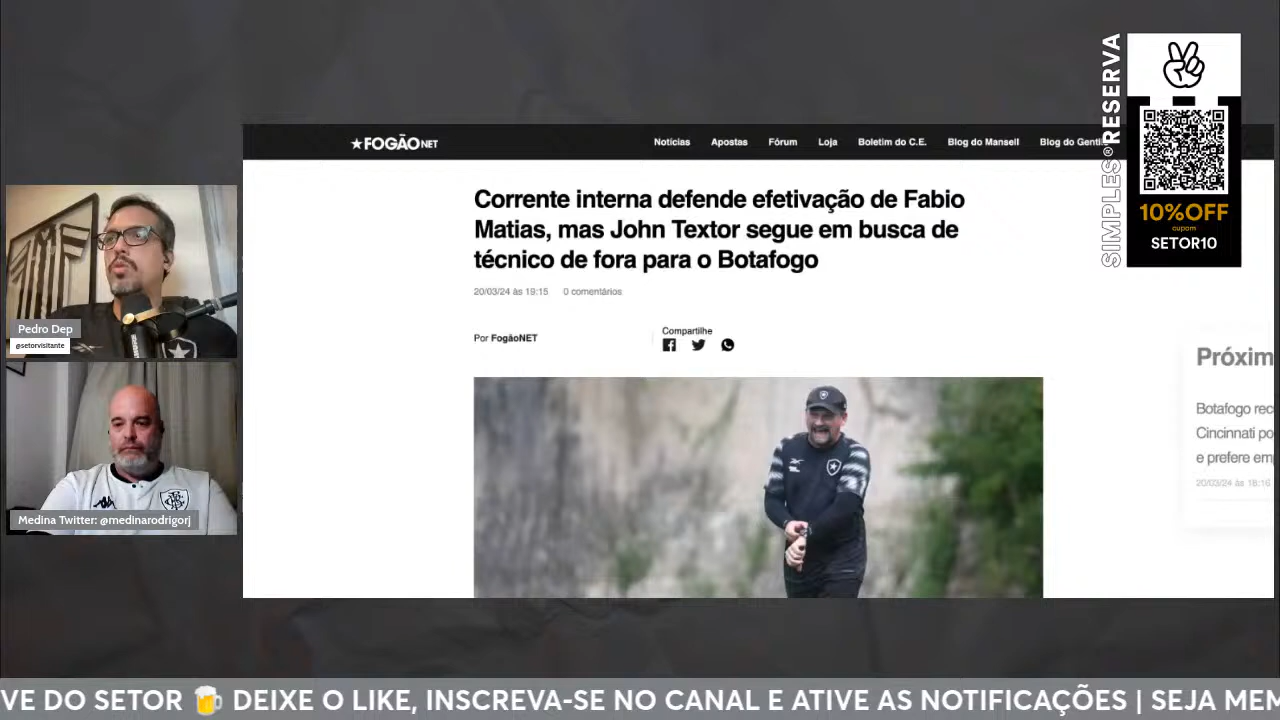 FOGÃO NET
Notícias Apostas Fórum Loja Boletim do C.E. Blog do Mansell Blog do Genti
Corrente interna defende efetivação de Fabio
Matias, mas John Textor segue em busca de
técnico de fora para o Botafogo
20/03/24 às 19:15 0 comentários
Por FogãoNET
Compartilhe
Próxim
Botafogo rec
Cincinnati po
e prefere em
20/03/24 às 18:16
SIMPLES® RESERVA
10%OFF
cupom
SETOR10
Pedro Dep
@setorvisitante
Medina Twitter: @medinarodrigorj
VE DO SETOR 🍺 DEIXE O LIKE, INSCREVA-SE NO CANAL E ATIVE AS NOTIFICAÇÕES | SEJA MEM